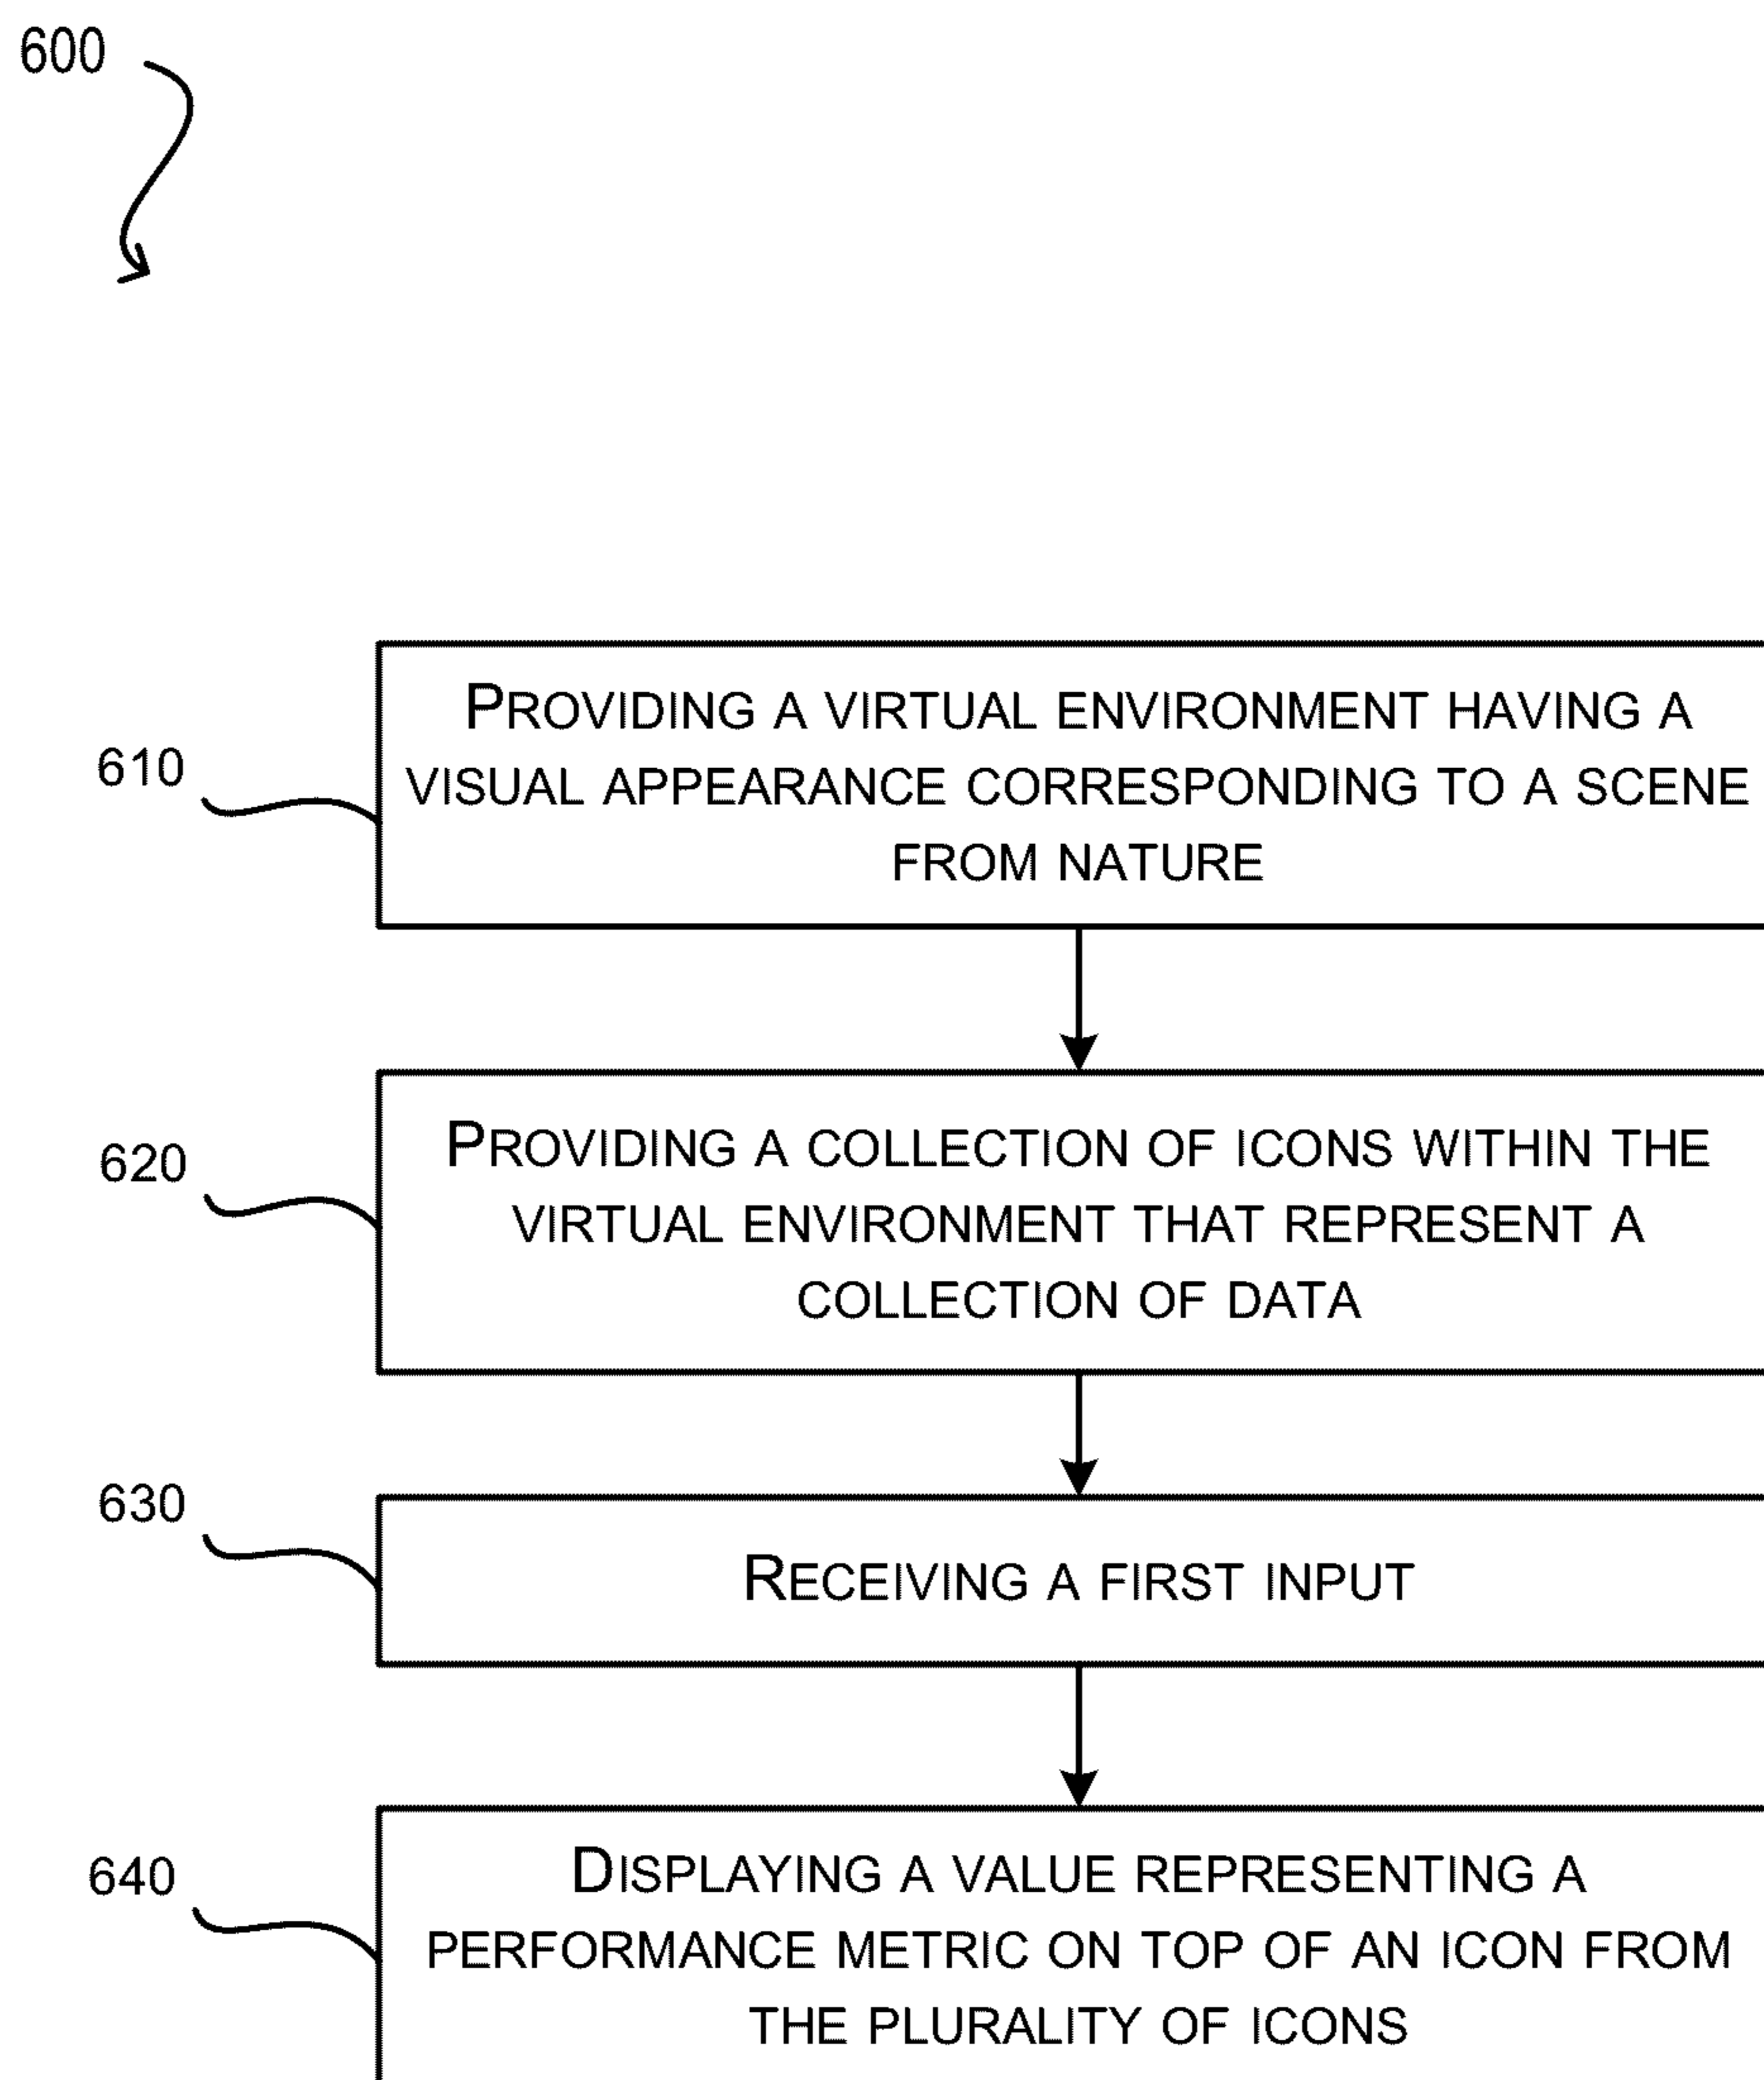 600
610
PROVIDING A VIRTUAL ENVIRONMENT HAVING A
VISUAL APPEARANCE CORRESPONDING TO A SCENE
FROM NATURE
620
PROVIDING A COLLECTION OF ICONS WITHIN THE
VIRTUAL ENVIRONMENT THAT REPRESENT A
COLLECTION OF DATA
630
RECEIVING A FIRST INPUT
640
DISPLAYING A VALUE REPRESENTING A
PERFORMANCE METRIC ON TOP OF AN ICON FROM
THE PLURALITY OF ICONS